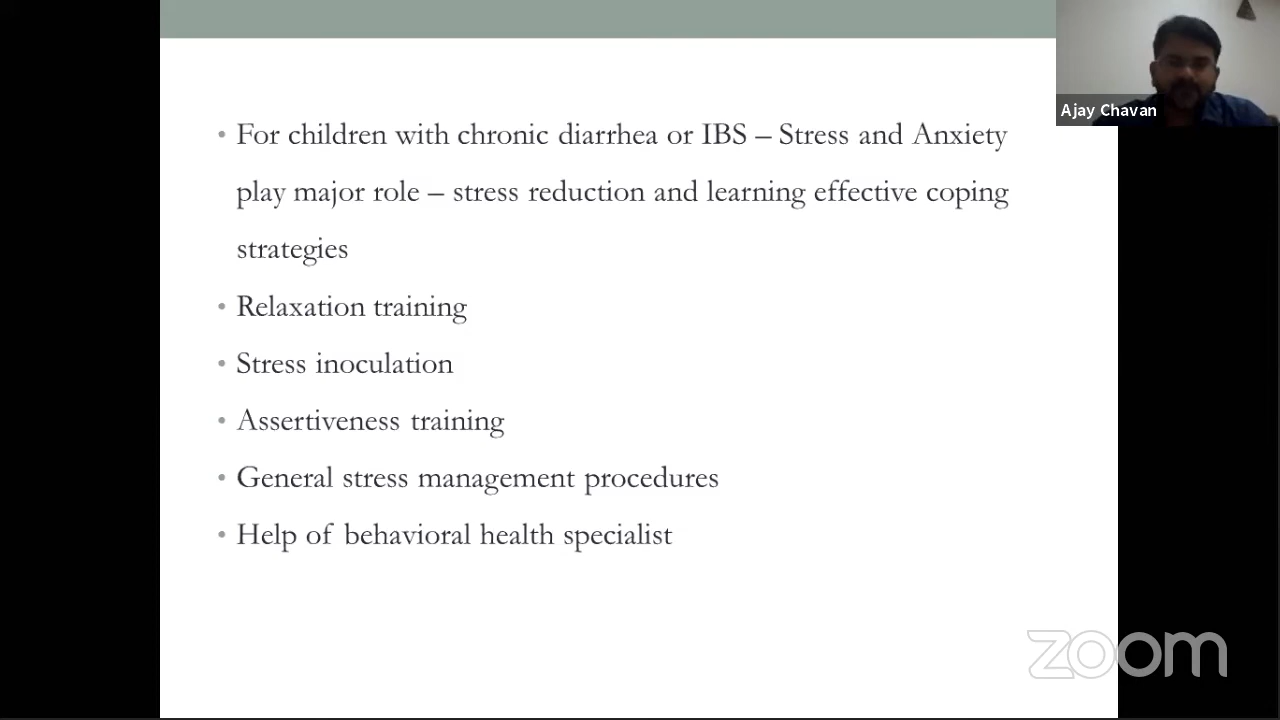 • For children with chronic diarrhea or IBS – Stress and Anxiety
play major role – stress reduction and learning effective coping
strategies
• Relaxation training
• Stress inoculation
• Assertiveness training
• General stress management procedures
• Help of behavioral health specialist
Ajay Chavan
zoom